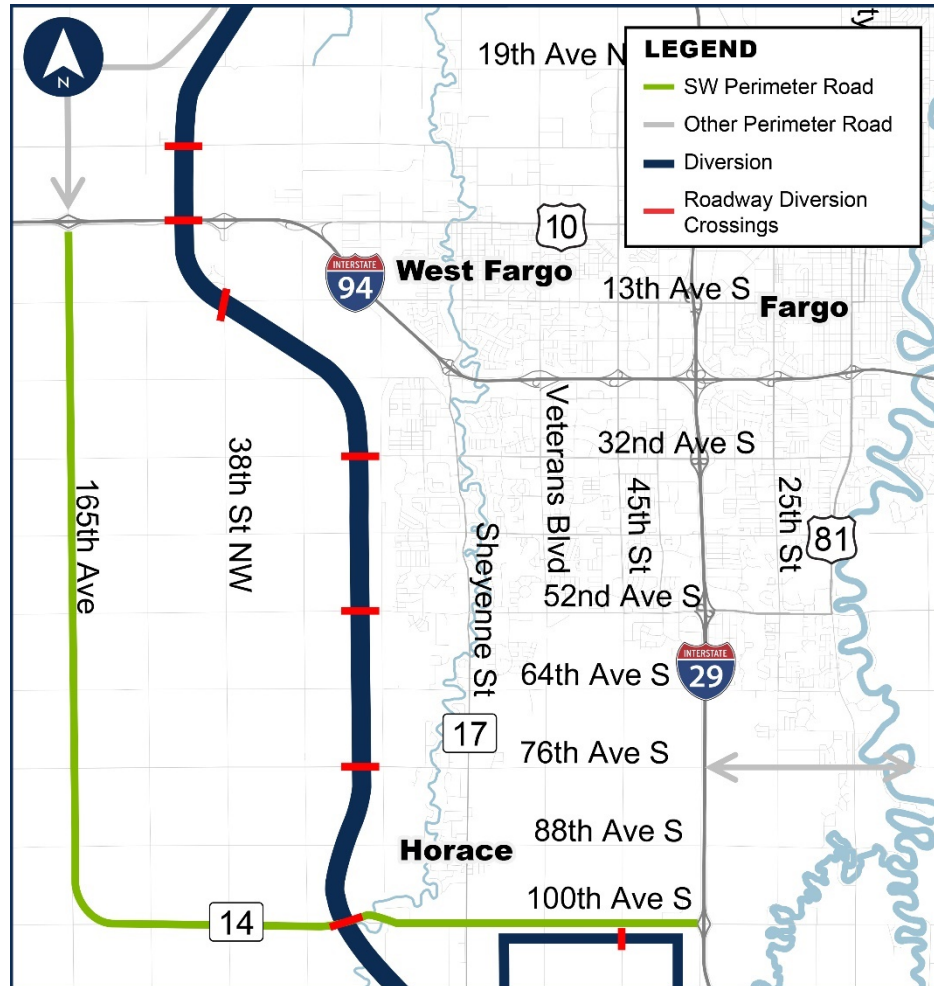 N
19th Ave N
LEGEND
SW Perimeter Road
Other Perimeter Road
Diversion
Roadway Diversion
Crossings
10
INTERSTATE
94
West Fargo
13th Ave S
Fargo
Veterans Blvd
32nd Ave S
38th St NW
165th Ave
45th St
25th St
81
Sheyenne St
52nd Ave S
INTERSTATE
29
64th Ave S
17
76th Ave S
88th Ave S
Horace
100th Ave S
14